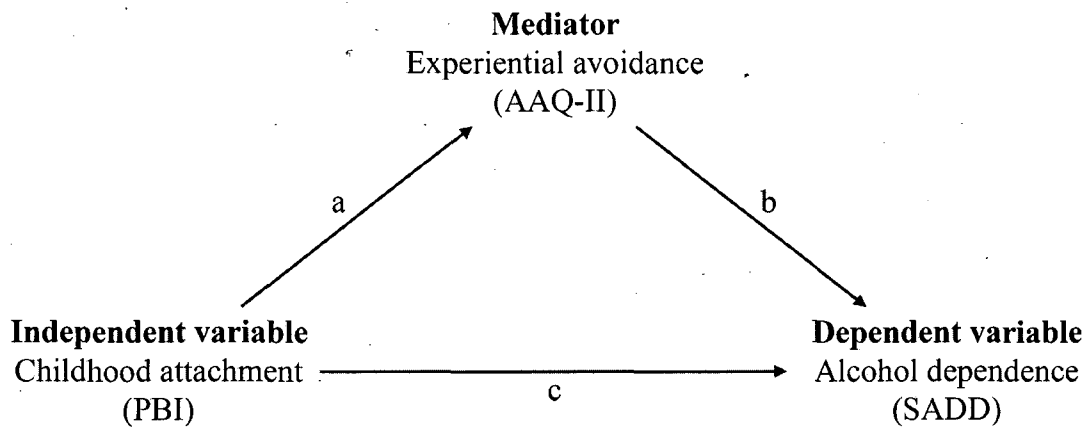 Mediator
Experiential avoidance
(AAQ-II)
a
b
Independent variable
Childhood attachment
(PBI)
c
Dependent variable
Alcohol dependence
(SADD)